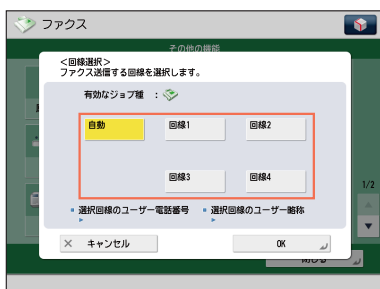 ファクス
その他の機能
<回線選択>
ファクス送信する回線を選択します。
有効なジョブ種 :
自動 回線1 回線2
回線3 回線4
選択回線のユーザー電話番号 選択回線のユーザー略称
1/2
× キャンセル OK
閉じる